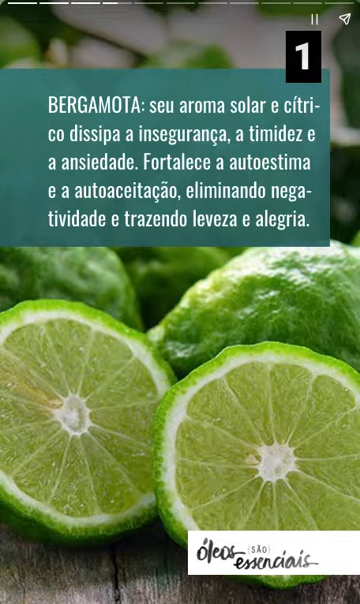 1
BERGAMOTA: seu aroma solar e cítri-
co dissipa a insegurança, a timidez e
a ansiedade. Fortalece a autoestima
e a autoaceitação, eliminando nega-
tividade e trazendo leveza e alegria.
óleos {SÃO}
essenciais